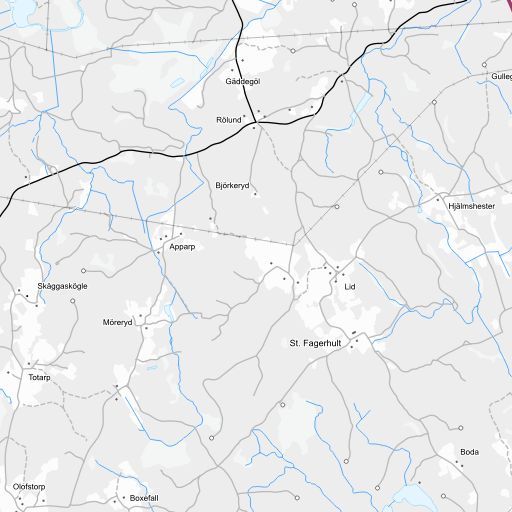 Gäddegöl
Gulleg
Rölund
Björkeryd
Hjälmshester
Apparp
Skäggaskögle
Lid
Möreryd
St. Fagerhult
Totarp
Boda
Olofstorp
Boxefall